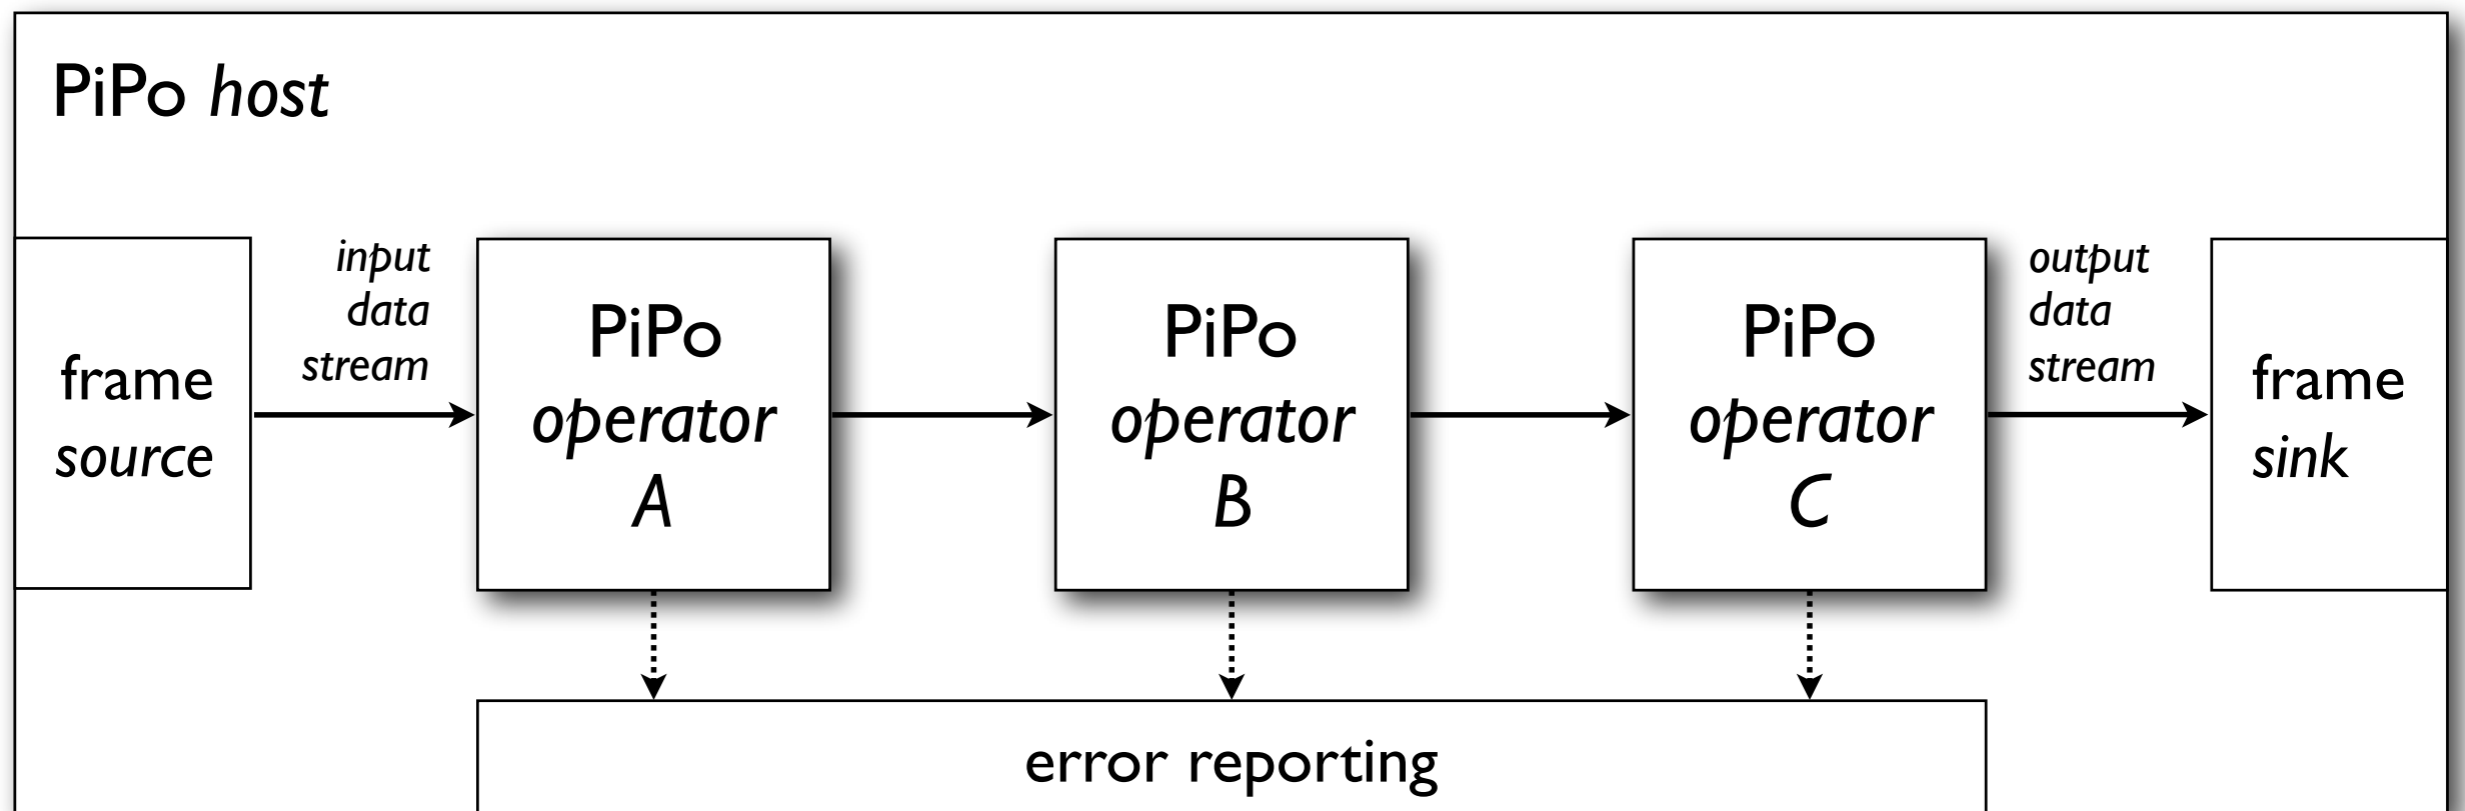 PiPo host
frame
source
input
data
stream
PiPo
operator
A
PiPo
operator
B
PiPo
operator
C
output
data
stream
frame
sink
error reporting